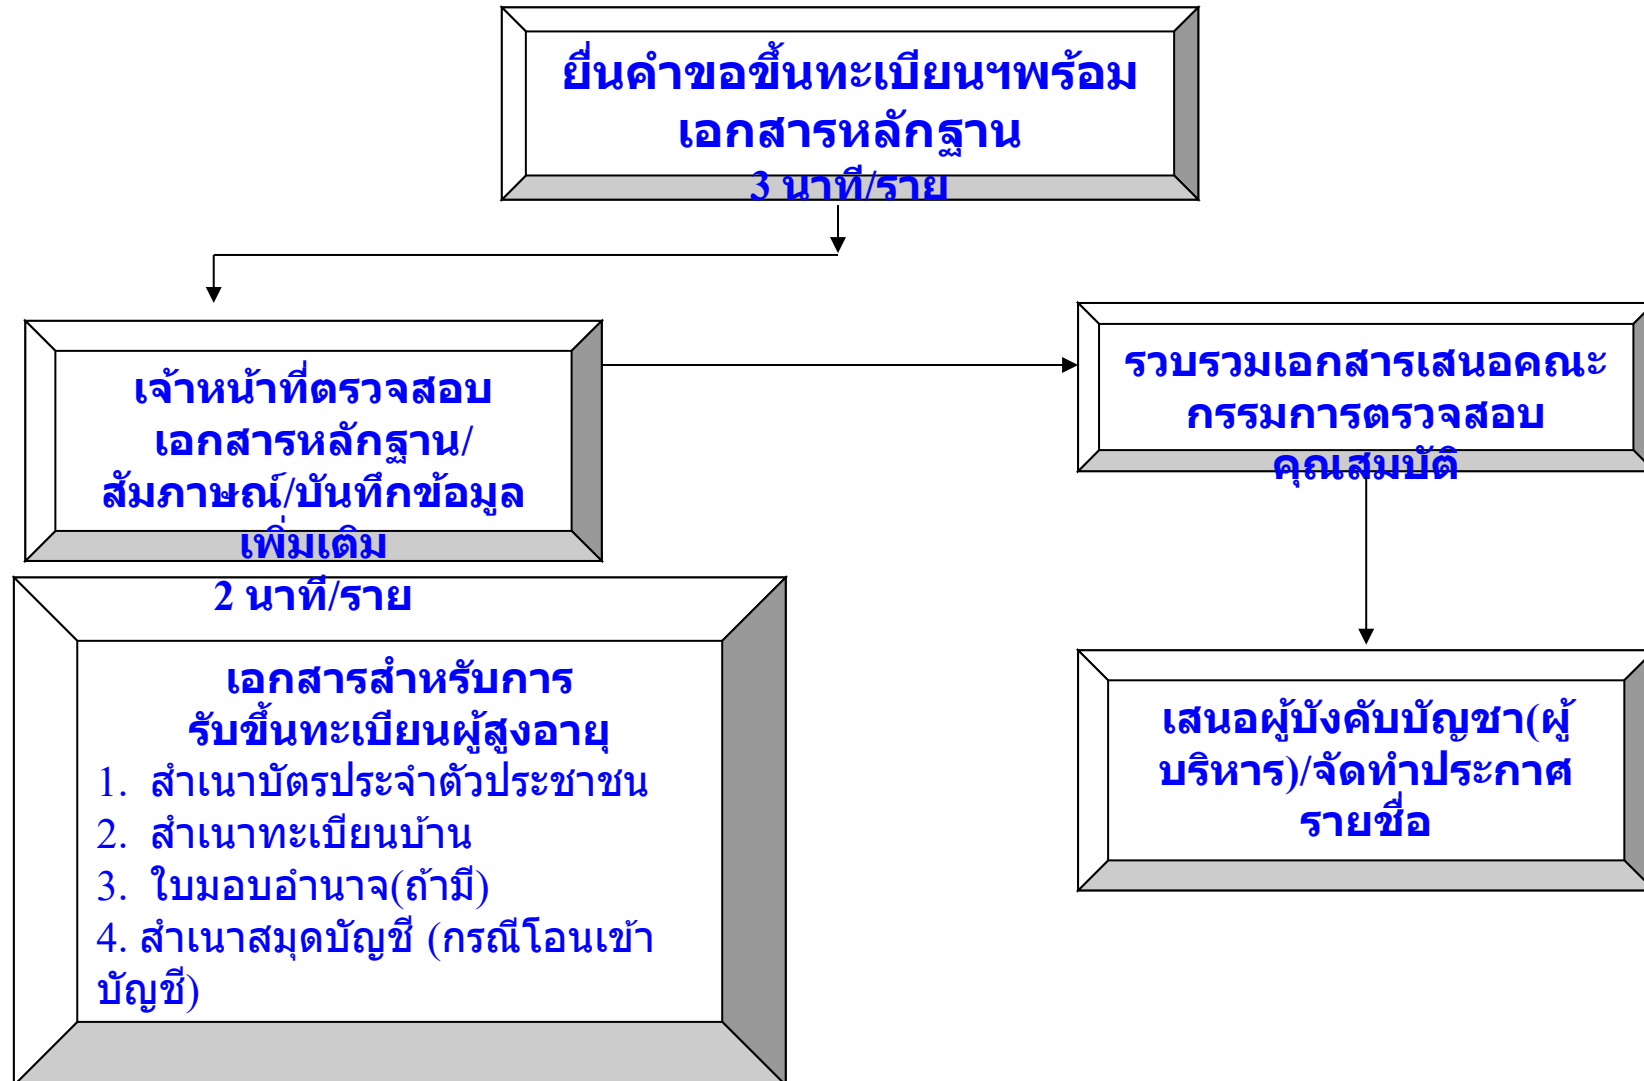 ยื่นคำขอขึ้นทะเบียนฯพร้อม
เอกสารหลักฐาน
3 นาที/ราย
เจ้าหน้าที่ตรวจสอบ
เอกสารหลักฐาน/
สัมภาษณ์/บันทึกข้อมูล
เพิ่มเติม
2 นาที/ราย
รวบรวมเอกสารเสนอคณะ
กรรมการตรวจสอบ
คุณสมบัติ
เอกสารสำหรับการ
รับขึ้นทะเบียนผู้สูงอายุ
1. สำเนาบัตรประจำตัวประชาชน
2. สำเนาทะเบียนบ้าน
3. ใบมอบอำนาจ(ถ้ามี)
4. สำเนาสมุดบัญชี (กรณีโอนเข้า
บัญชี)
เสนอผู้บังคับบัญชา(ผู้
บริหาร)/จัดทำประกาศ
รายชื่อ